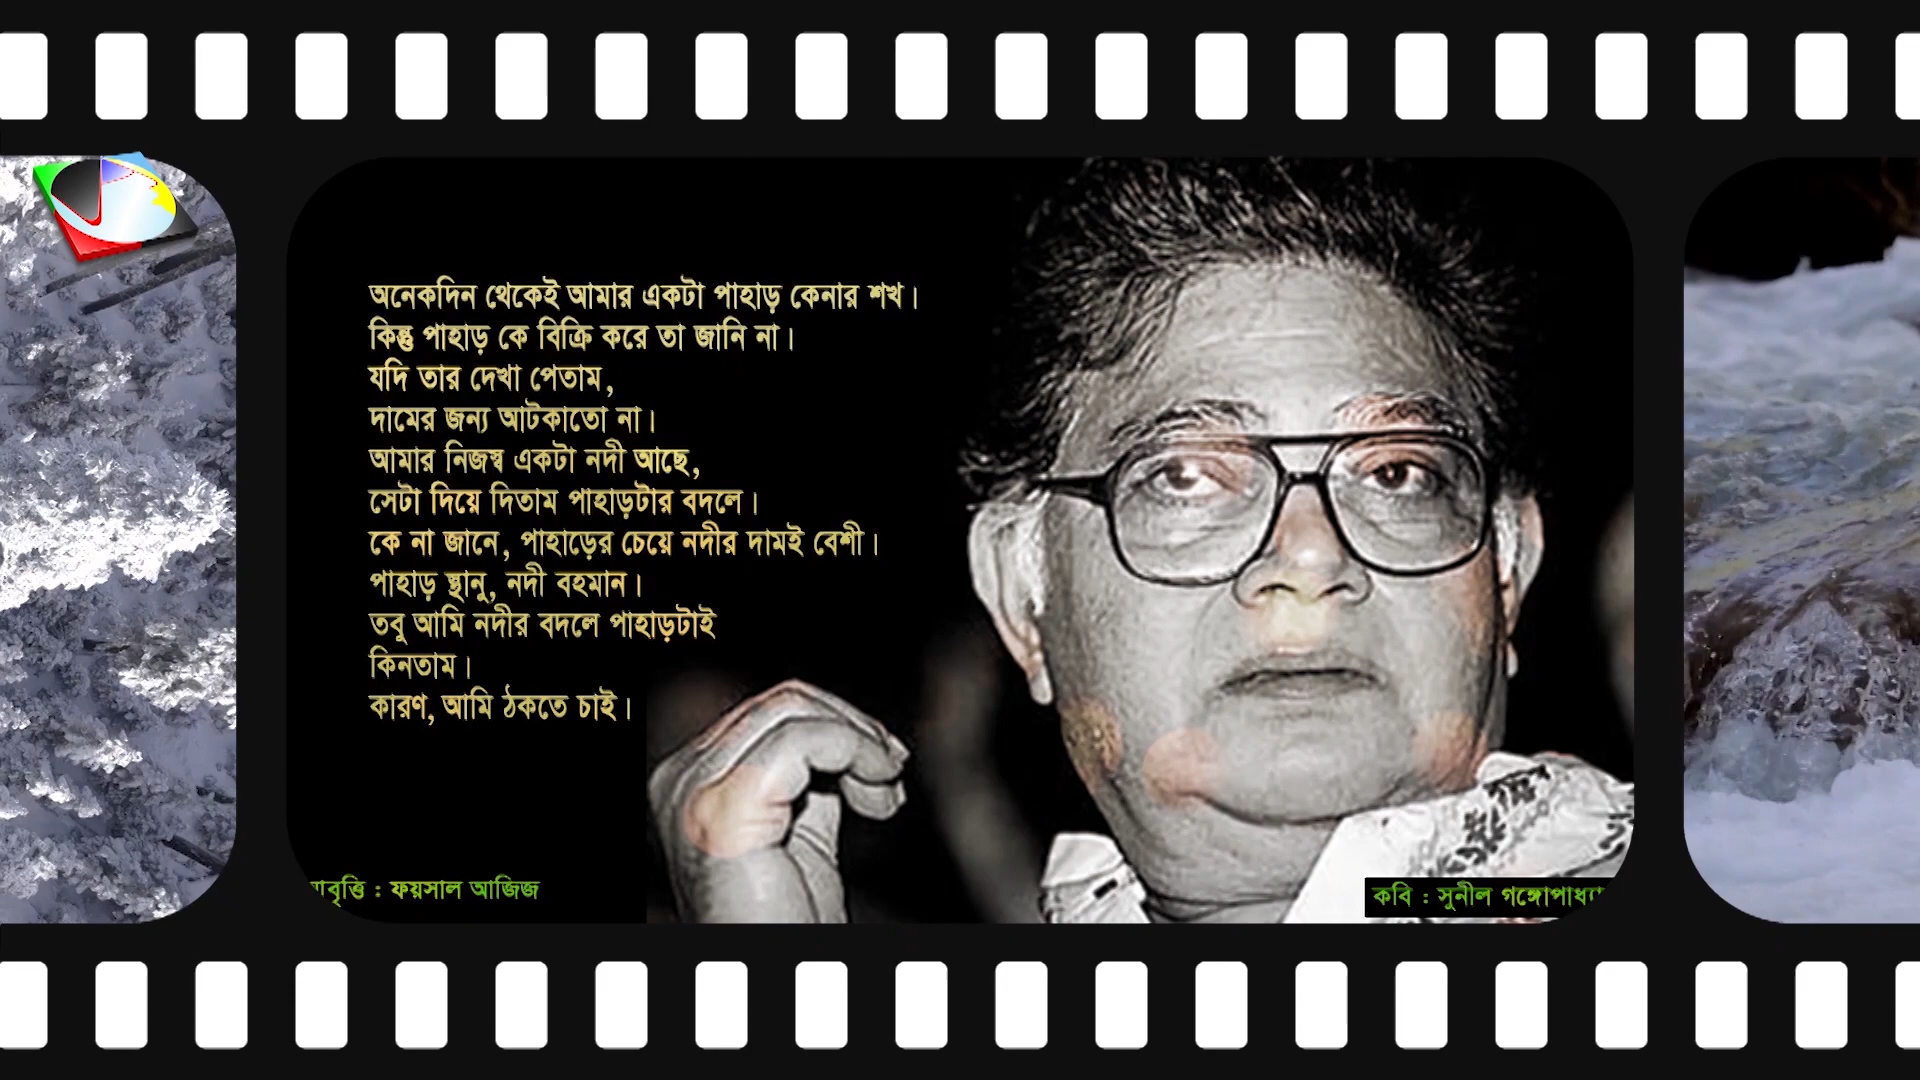 অনেকদিন থেকেই আমার একটা পাহাড় কেনার শখ।
কিন্তু পাহাড় কে বিক্রি করে তা জানি না।
যদি তার দেখা পেতাম,
দামের জন্য আটকাতো না।
আমার নিজস্ব একটা নদী আছে,
সেটা দিয়ে দিতাম পাহাড়টার বদলে।
কে না জানে, পাহাড়ের চেয়ে নদীর দামই বেশী।
পাহাড় স্থানু, নদী বহমান।
তবু আমি নদীর বদলে পাহাড়টাই
কিনতাম।
কারণ, আমি ঠকতে চাই।
: ফয়সাল আজিজ
কবি : সুনীল